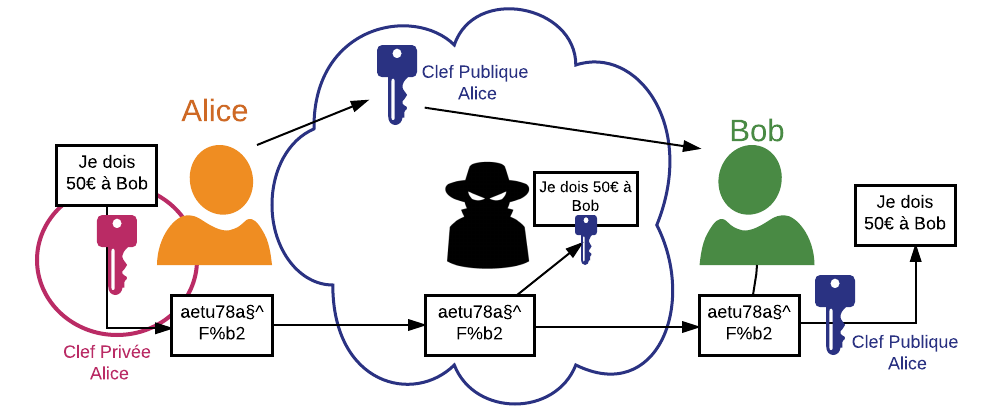 Clef Publique
Alice
Alice
Bob
Je dois
50€ à Bob
Je dois 50€ à
Bob
Je dois
50€ à Bob
aetu78a§^
F%b2
aetu78a§^
F%b2
aetu78a§^
F%b2
Clef Privée
Alice
Clef Publique
Alice